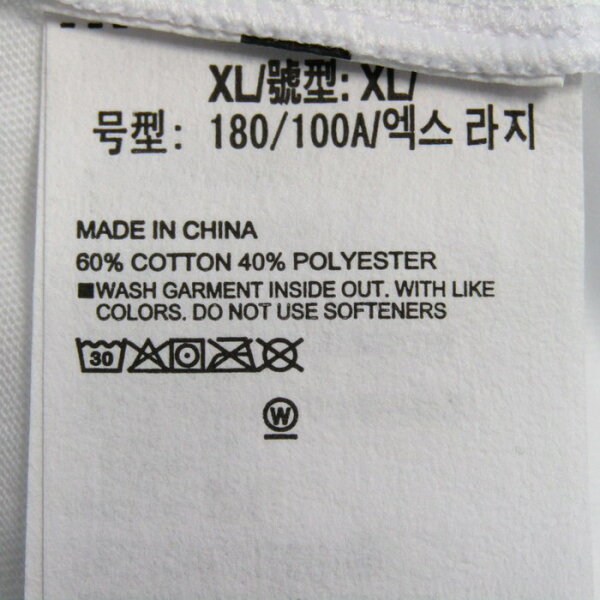 XL/號型: XL/
号型: 180/100A/엑스 라지
MADE IN CHINA
60% COTTON 40% POLYESTER
■WASH GARMENT INSIDE OUT. WITH LIKE
COLORS. DO NOT USE SOFTENERS
30
W